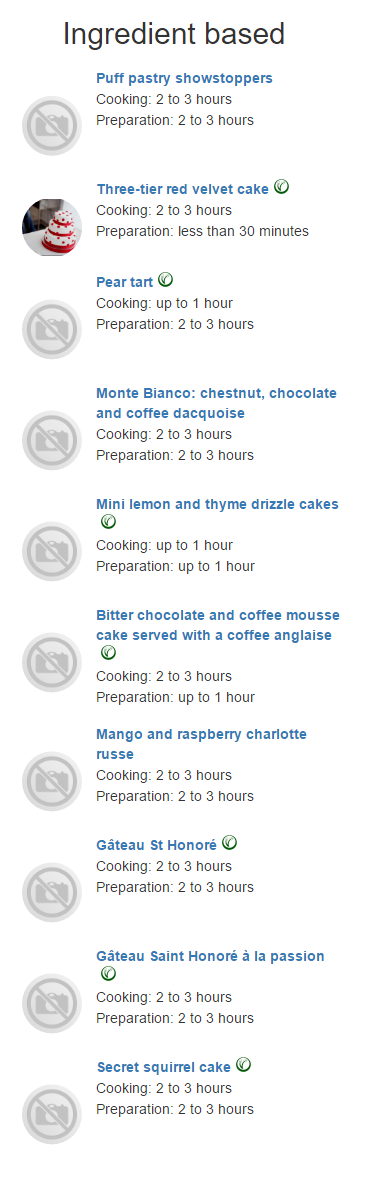 Ingredient based
Puff pastry showstoppers
Cooking: 2 to 3 hours
Preparation: 2 to 3 hours
Three-tier red velvet cake
Cooking: 2 to 3 hours
Preparation: less than 30 minutes
Pear tart
Cooking: up to 1 hour
Preparation: 2 to 3 hours
Monte Bianco: chestnut, chocolate
and coffee dacquoise
Cooking: 2 to 3 hours
Preparation: 2 to 3 hours
Mini lemon and thyme drizzle cakes
Cooking: up to 1 hour
Preparation: up to 1 hour
Bitter chocolate and coffee mousse
cake served with a coffee anglaise
Cooking: 2 to 3 hours
Preparation: up to 1 hour
Mango and raspberry charlotte
russe
Cooking: 2 to 3 hours
Preparation: 2 to 3 hours
Gâteau St Honoré
Cooking: 2 to 3 hours
Preparation: 2 to 3 hours
Gâteau Saint Honoré à la passion
Cooking: 2 to 3 hours
Preparation: 2 to 3 hours
Secret squirrel cake
Cooking: 2 to 3 hours
Preparation: 2 to 3 hours